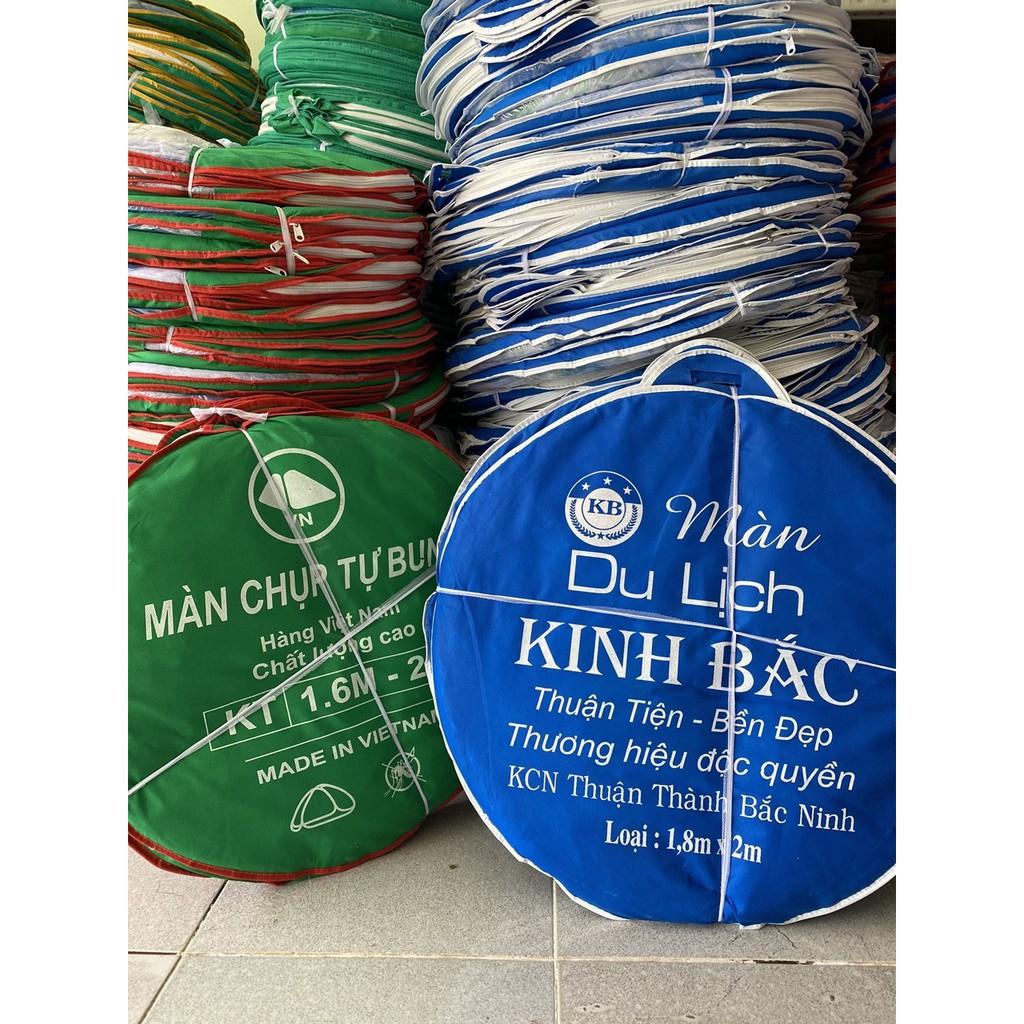 VN
MÀN CHỤP TỰ BUN
Hàng Việt Nam
Chất lượng cao
KT 1.6M - 2
MADE IN VIETNAM
KB
Màn
Du Lịch
KINH BẮC
Thuận Tiện - Bền Đẹp
Thương hiệu độc quyền
KCN Thuận Thành Bắc Ninh
Loại : 1,8m x 2m